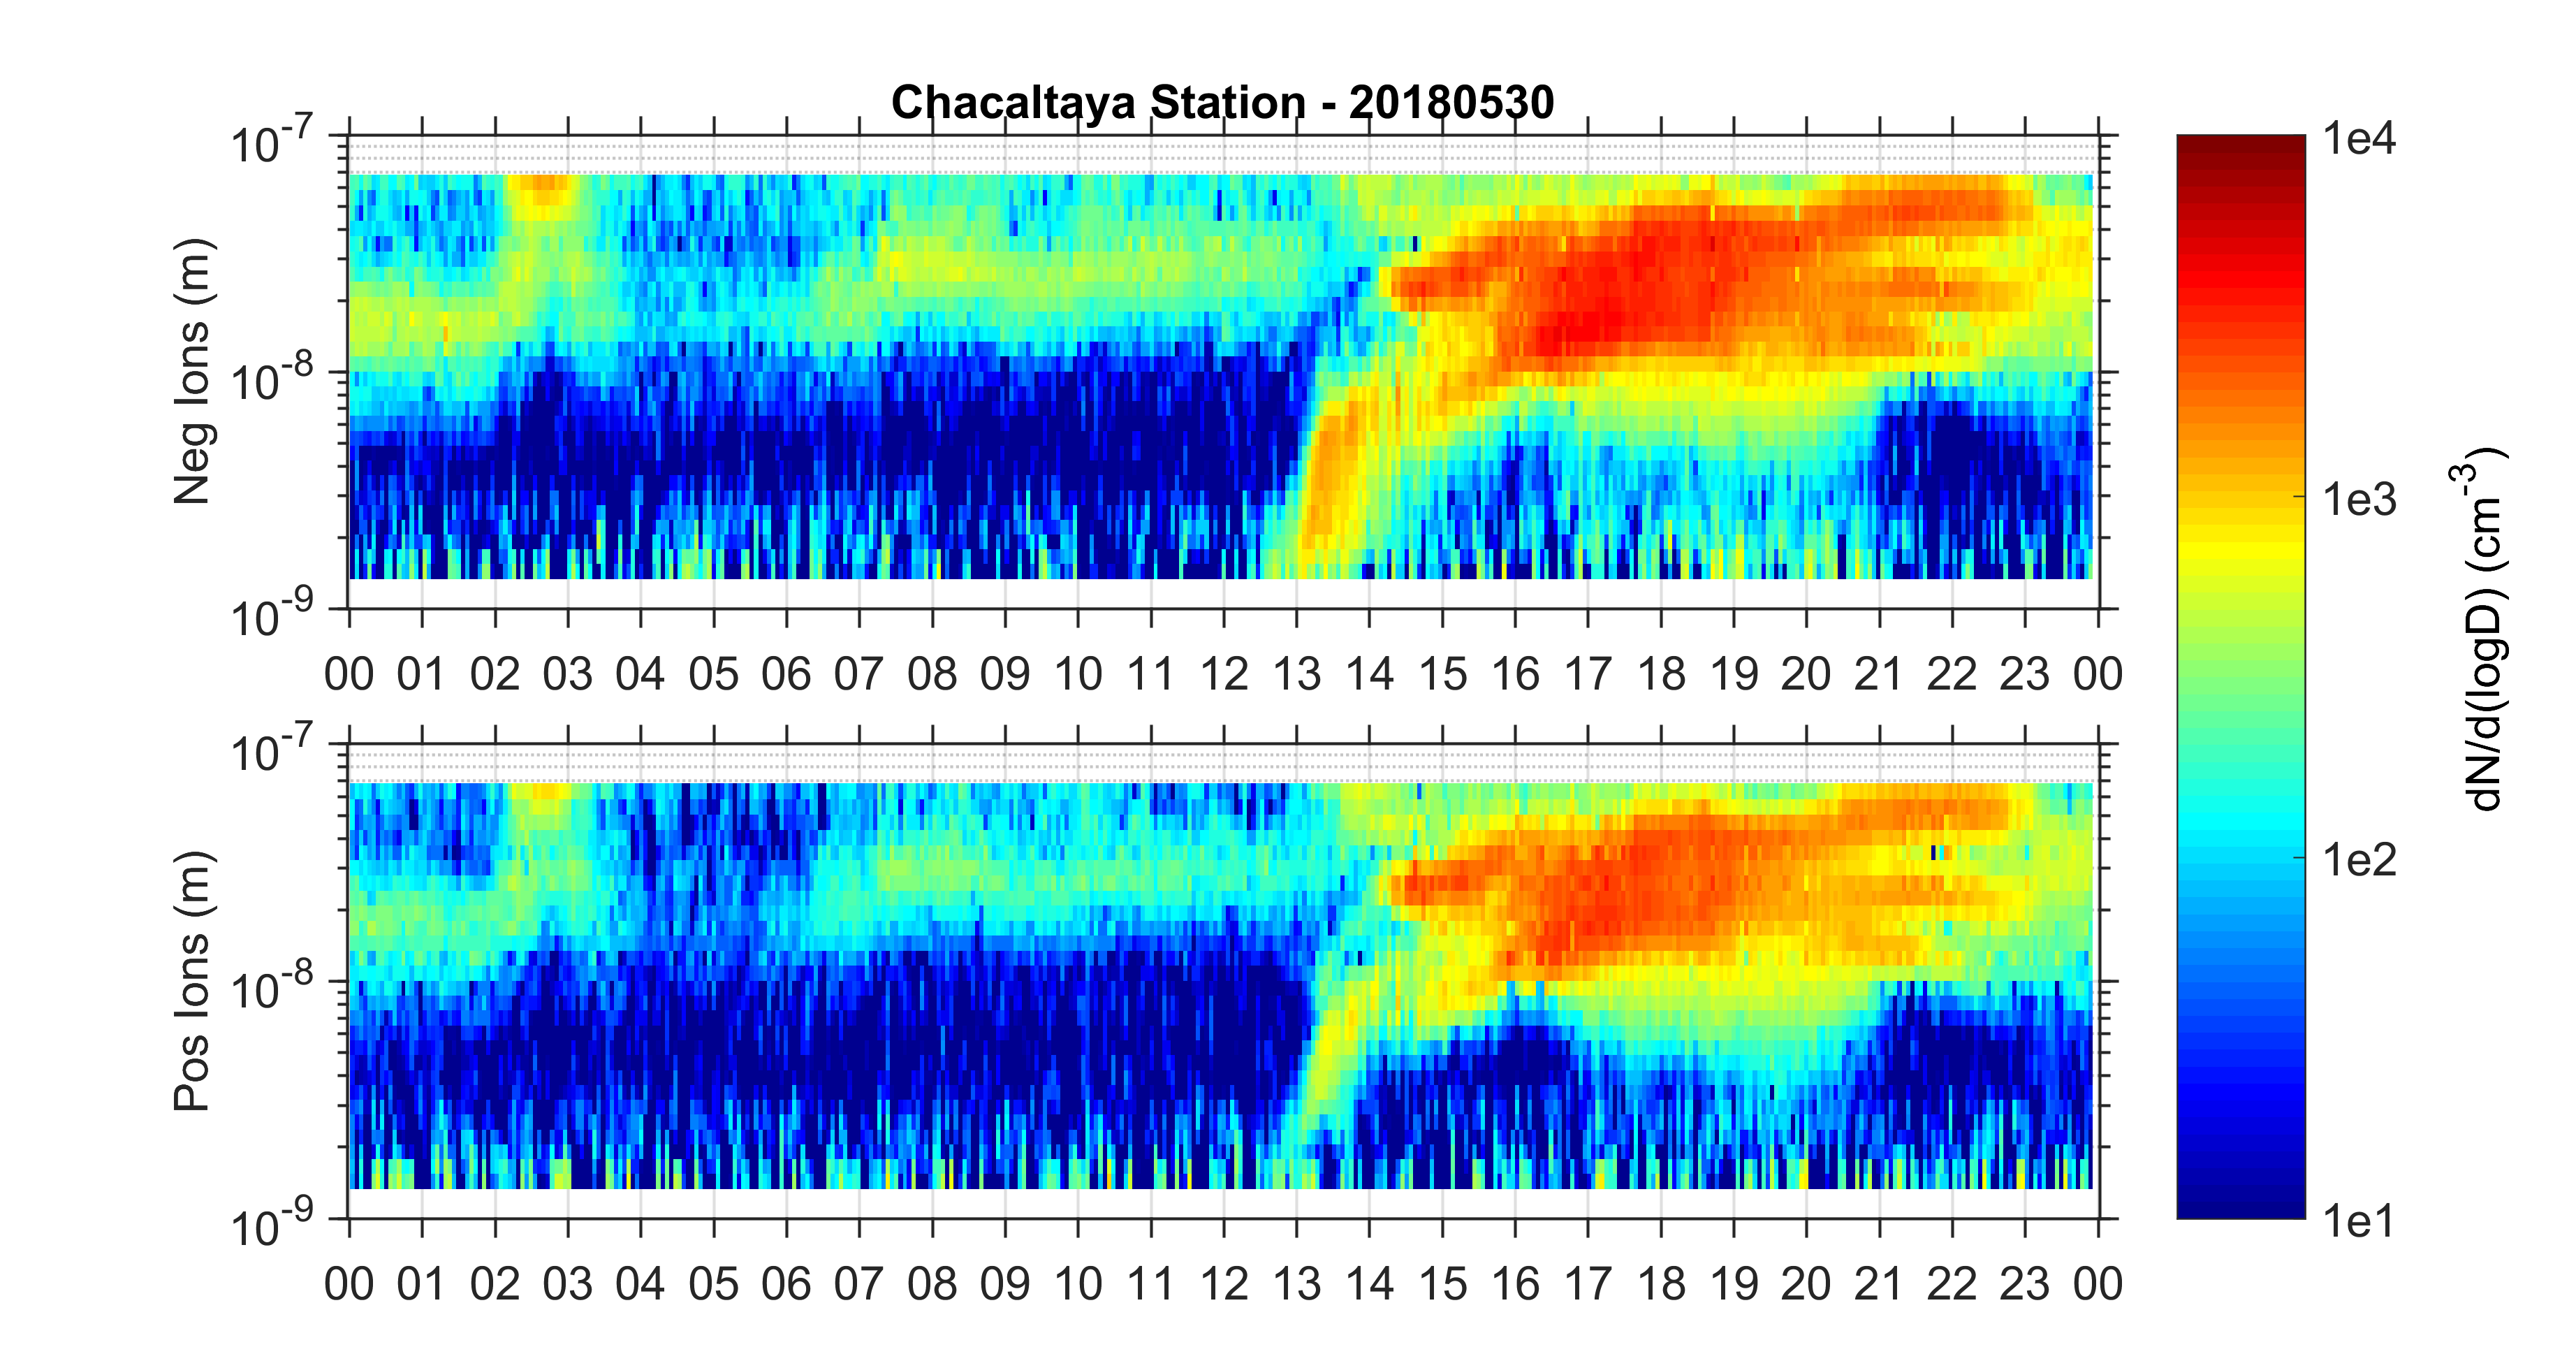 Chacaltaya Station - 20180530
10-7
10-8
10-9
Neg Ions (m)
00 01 02 03 04 05 06 07 08 09 10 11 12 13 14 15 16 17 18 19 20 21 22 23 00
10-7
10-8
10-9
Pos Ions (m)
00 01 02 03 04 05 06 07 08 09 10 11 12 13 14 15 16 17 18 19 20 21 22 23 00
1e4
1e3
1e2
1e1
dN/d(logD) (cm-3)